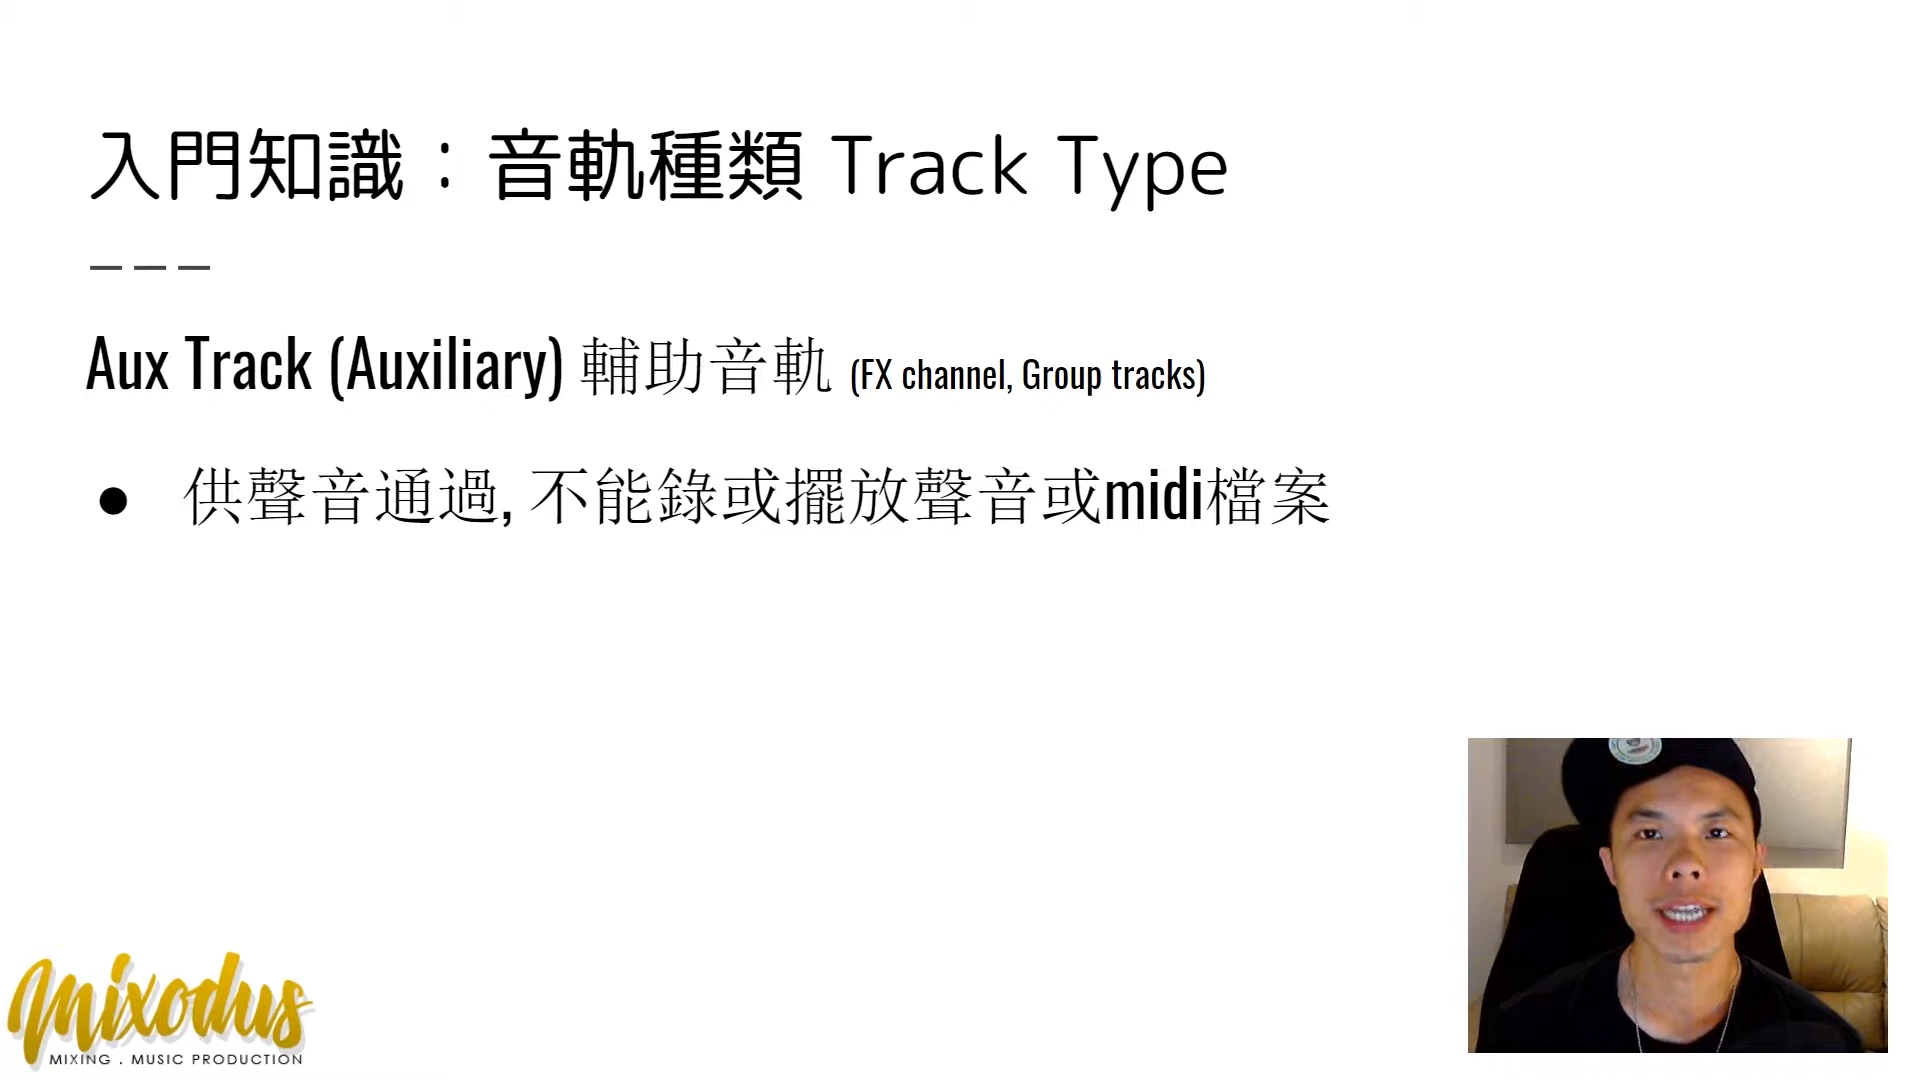 入門知識：音軌種類 Track Type
Aux Track (Auxiliary) 輔助音軌 (FX channel, Group tracks)
● 供聲音通過, 不能錄或擺放聲音或midi檔案
Mixodus
MIXING . MUSIC PRODUCTION